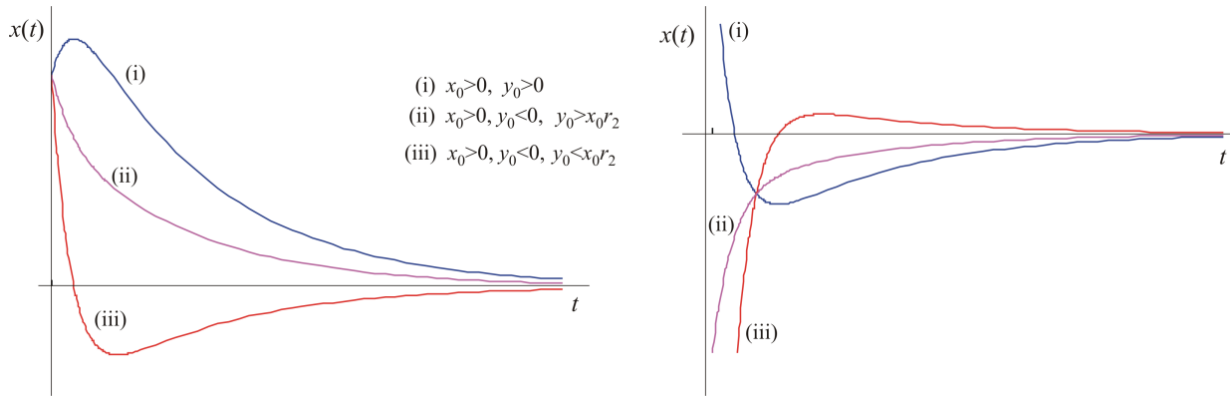 x(t)
(i)
(i) x₀>0, y₀>0
(ii) x₀>0, y₀<0, y₀>x₀r₂
(iii) x₀>0, y₀<0, y₀<x₀r₂
(ii)
(iii)
t
x(t)
(i)
t
(ii)
(iii)